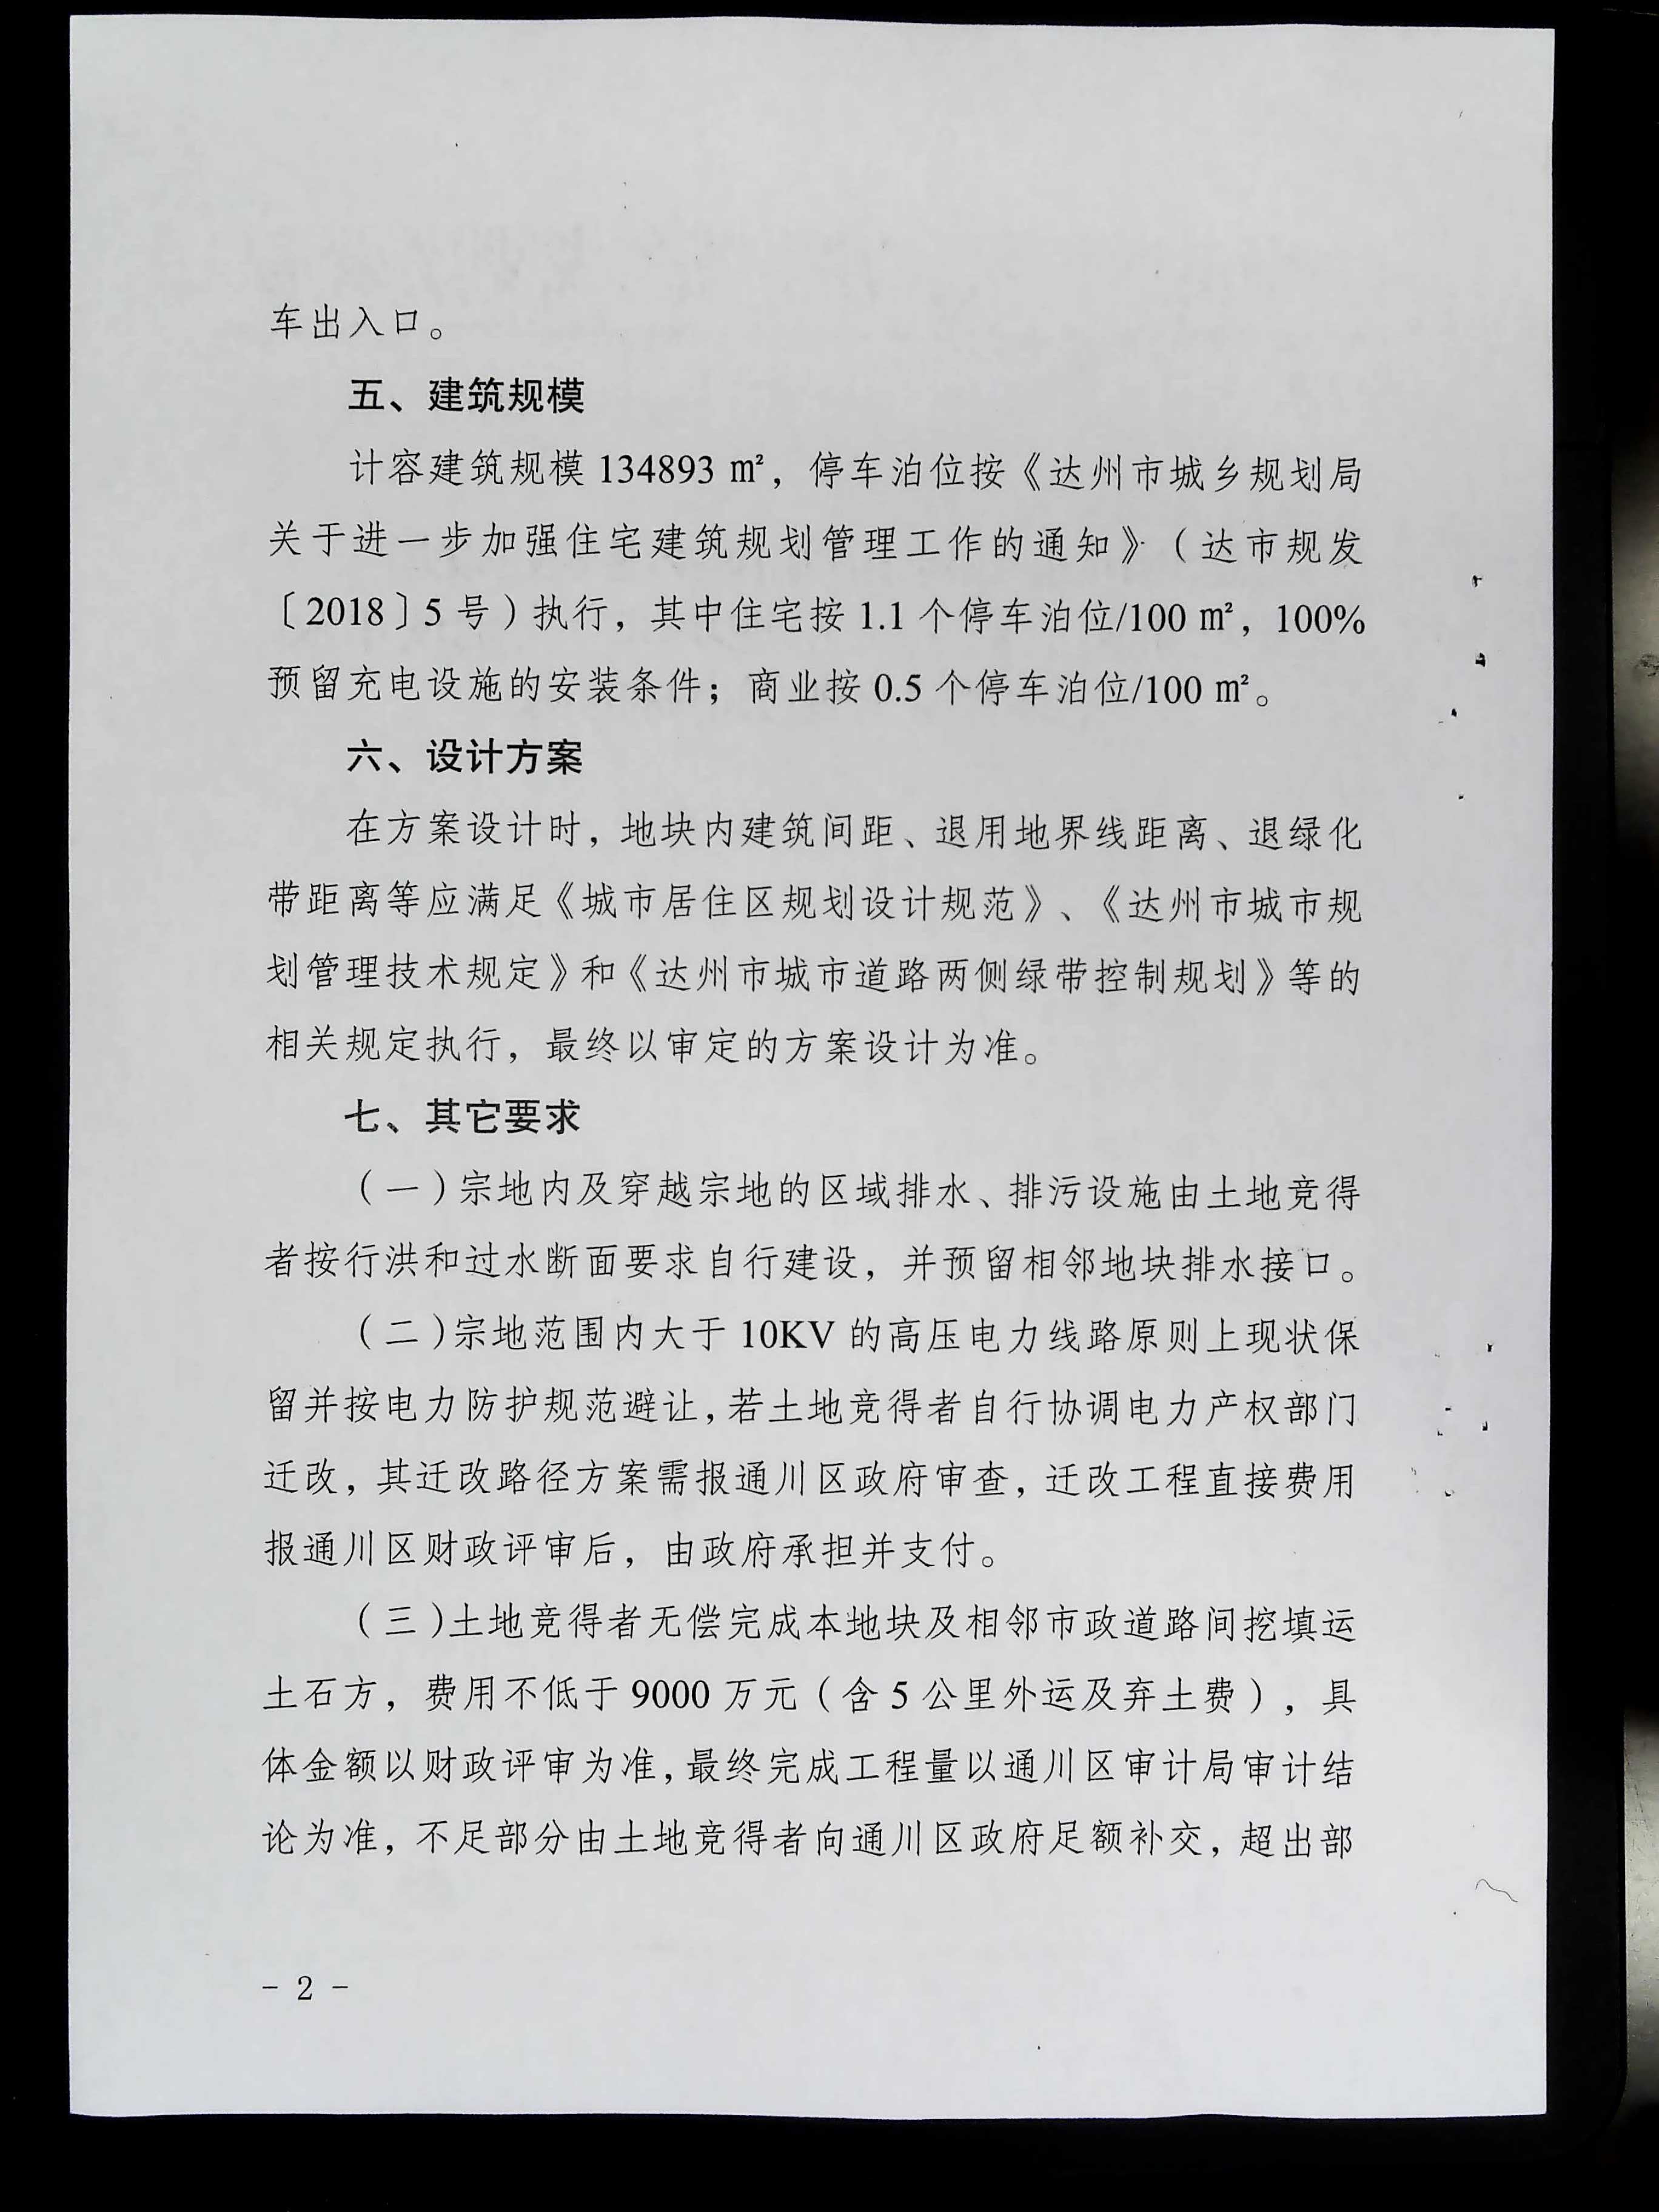 车出入口。
五、建筑规模
计容建筑规模 134893 ㎡，停车泊位按《达州市城乡规划局
关于进一步加强住宅建筑规划管理工作的通知》（达市规发
〔2018〕5 号）执行，其中住宅按 1.1 个停车泊位/100 ㎡，100%
预留充电设施的安装条件；商业按 0.5 个停车泊位/100 ㎡。
六、设计方案
在方案设计时，地块内建筑间距、退用地界线距离、退绿化
带距离等应满足《城市居住区规划设计规范》、《达州市城市规
划管理技术规定》和《达州市城市道路两侧绿带控制规划》等的
相关规定执行，最终以审定的方案设计为准。
七、其它要求
（一）宗地内及穿越宗地的区域排水、排污设施由土地竞得
者按行洪和过水断面要求自行建设，并预留相邻地块排水接口。
（二）宗地范围内大于 10KV 的高压电力线路原则上现状保
留并按电力防护规范避让，若土地竞得者自行协调电力产权部门
迁改，其迁改路径方案需报通川区政府审查，迁改工程直接费用
报通川区财政评审后，由政府承担并支付。
（三）土地竞得者无偿完成本地块及相邻市政道路间挖填运
土石方，费用不低于 9000 万元（含 5 公里外运及弃土费），具
体金额以财政评审为准，最终完成工程量以通川区审计局审计结
论为准，不足部分由土地竞得者向通川区政府足额补交，超出部
- 2 -